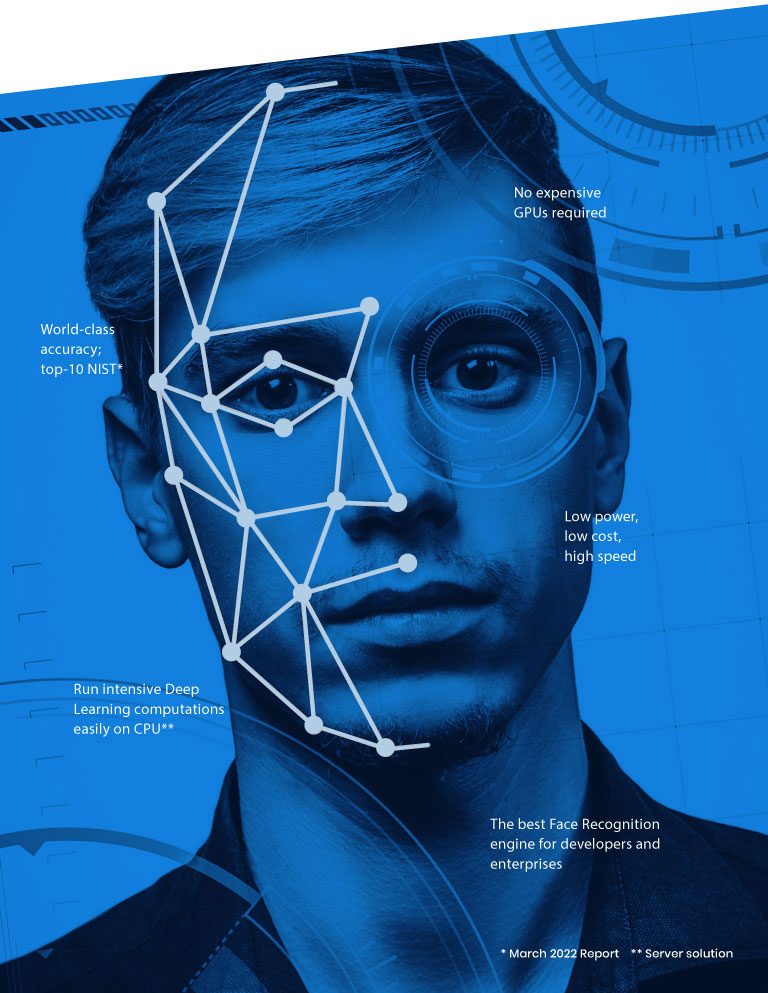 No expensive
GPUs required
World-class
accuracy;
top-10 NIST*
Low power,
low cost,
high speed
Run intensive Deep
Learning computations
easily on CPU**
The best Face Recognition
engine for developers and
enterprises
* March 2022 Report ** Server solution